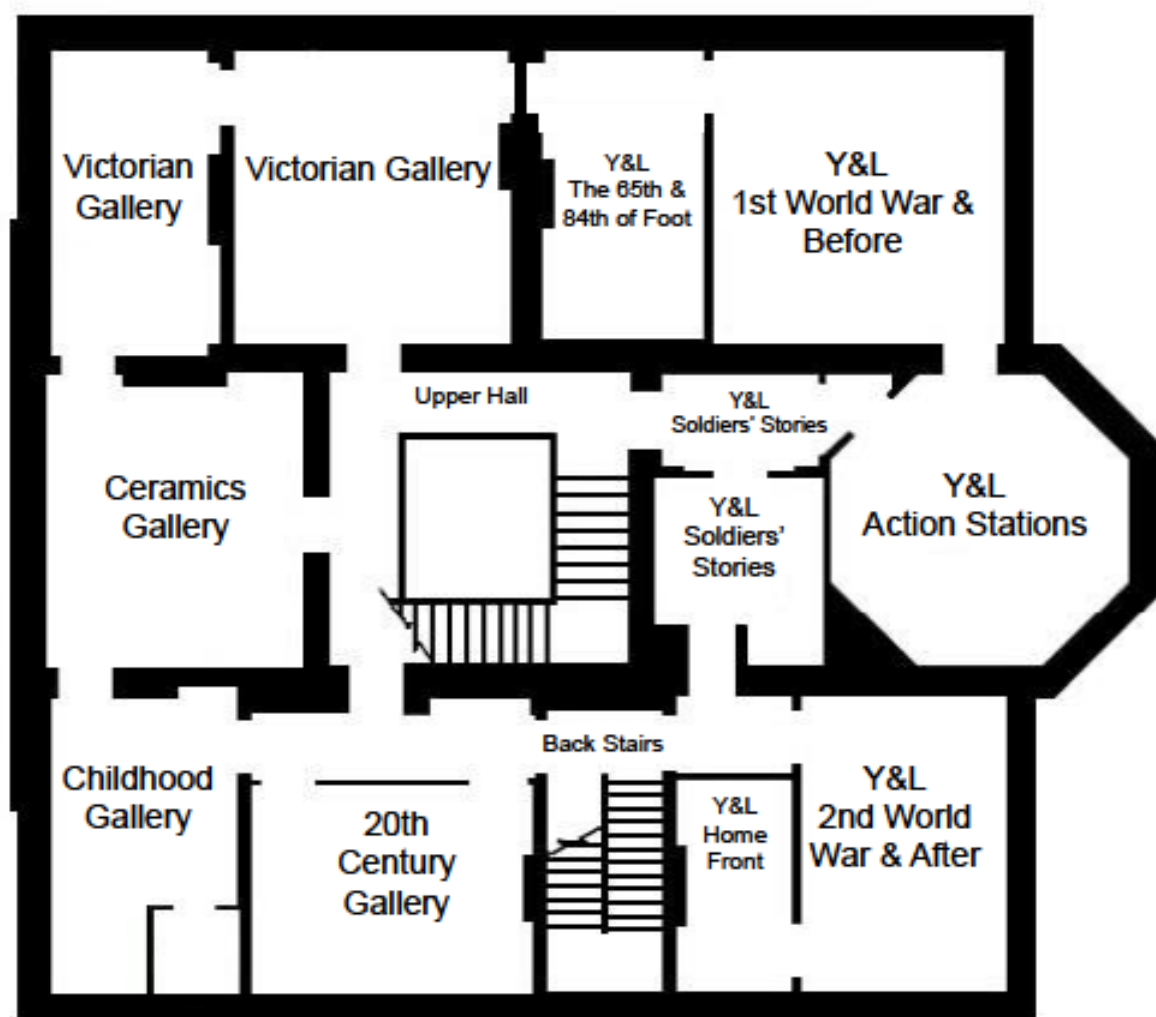 Victorian
Gallery
Victorian Gallery
Y&L
The 65th &
84th of Foot
Y&L
1st World War &
Before
Upper Hall
Y&L
Soldiers' Stories
Ceramics
Gallery
Y&L
Soldiers'
Stories
Y&L
Action Stations
Childhood
Gallery
20th
Century
Gallery
Back Stairs
Y&L
Home
Front
Y&L
2nd World
War & After